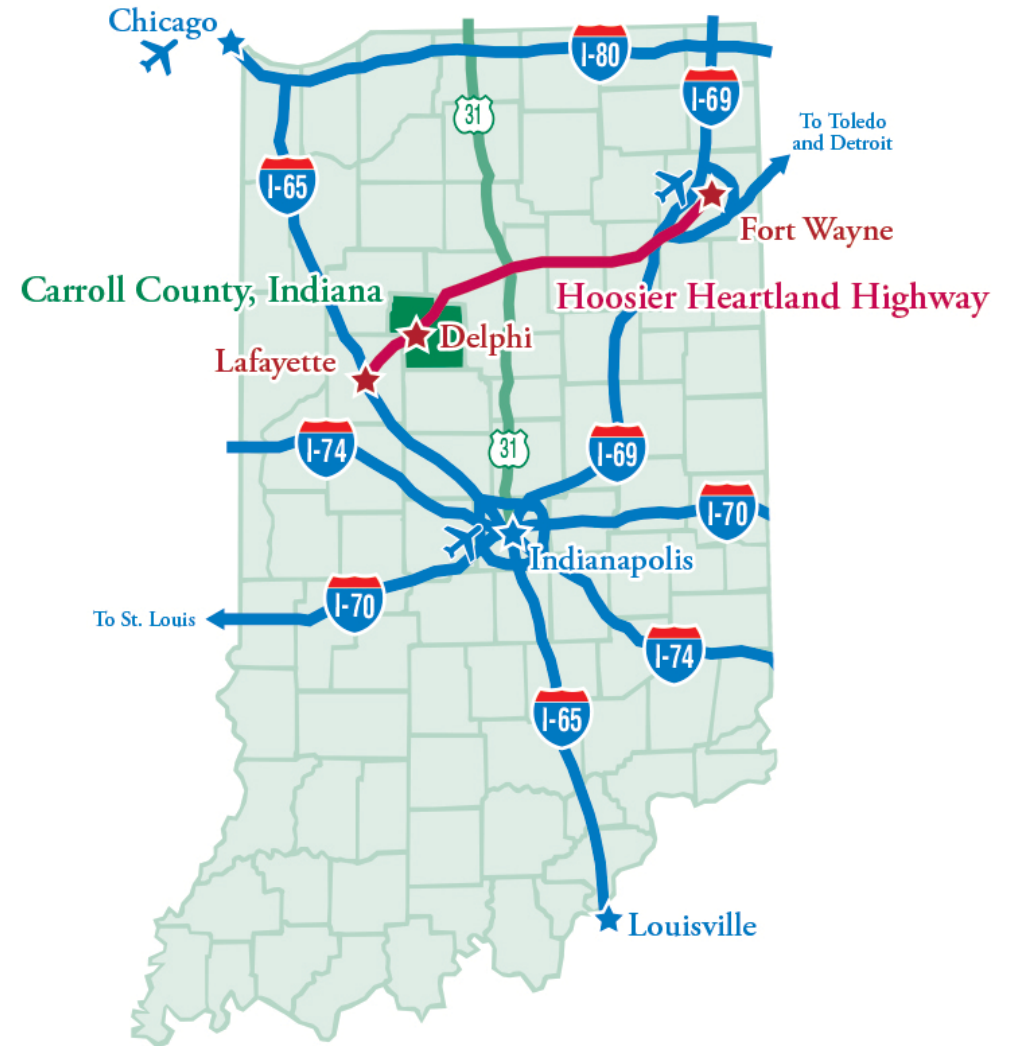 Chicago
I-80
I-69
31
To Toledo
and Detroit
I-65
Fort Wayne
Carroll County, Indiana
Hoosier Heartland Highway
Delphi
Lafayette
I-74
31
I-69
I-70
Indianapolis
I-70
To St. Louis
I-74
I-65
Louisville